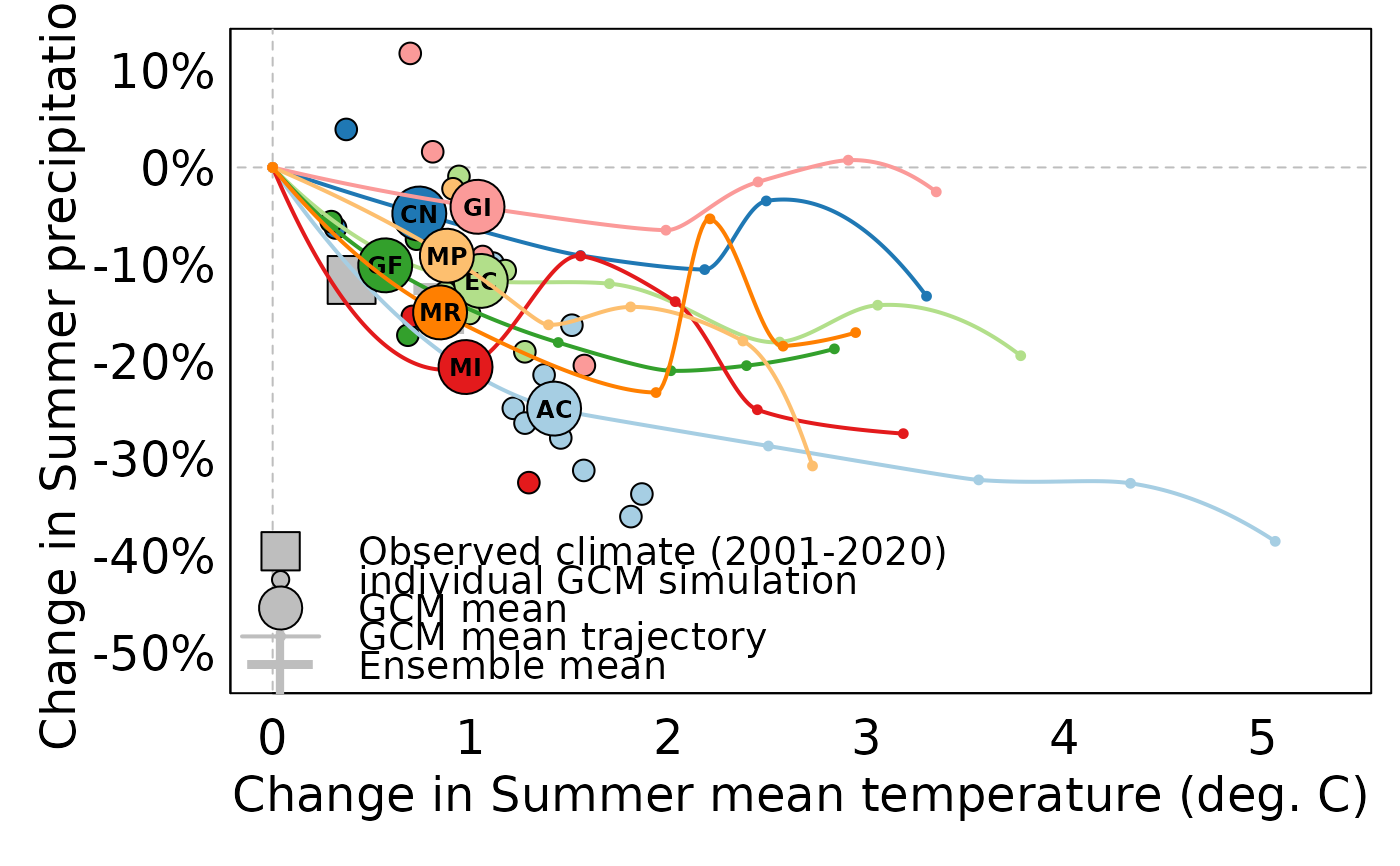 Change in Summer precipitatio
10%
0%
-10%
-20%
-30%
-40%
-50%
CN
GI
MP
GF
EC
MR
MI
AC
Observed climate (2001-2020)
individual GCM simulation
GCM mean
GCM mean trajectory
Ensemble mean
0 1 2 3 4 5
Change in Summer mean temperature (deg. C)